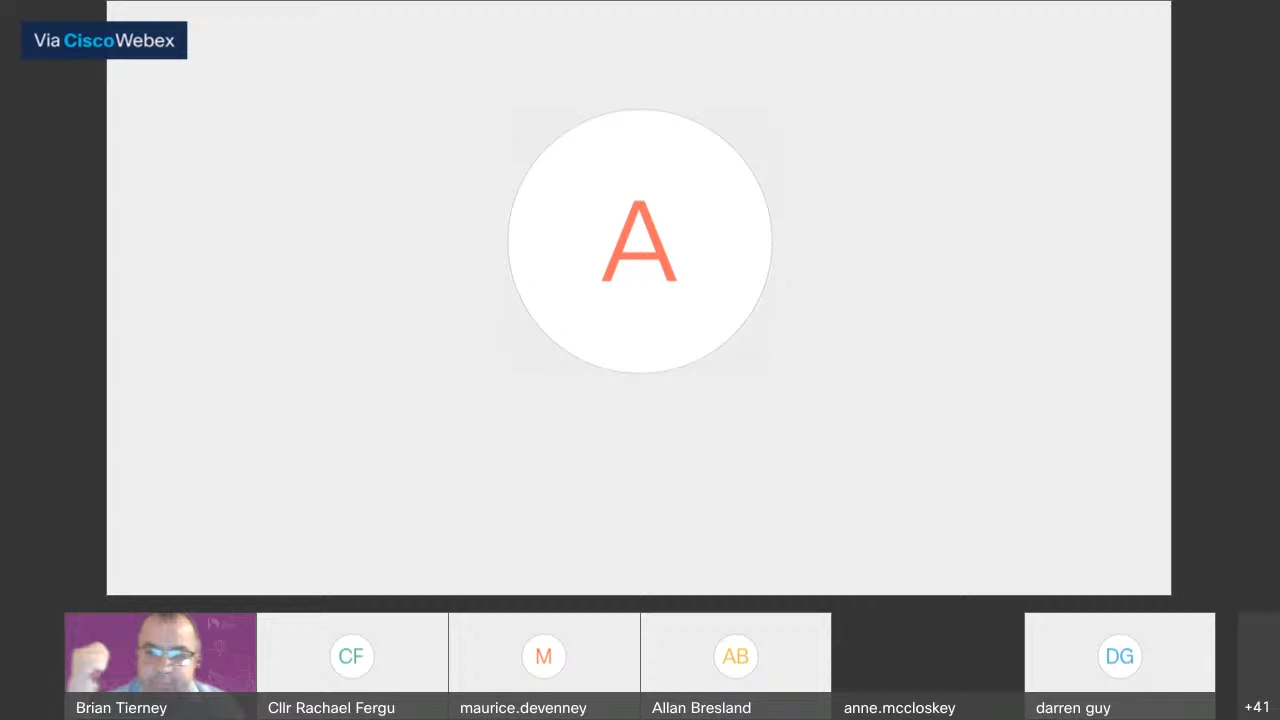 Via CiscoWebex
A
CF
M
AB
DG
Brian Tierney
Cllr Rachael Fergu
maurice.devenney
Allan Bresland
anne.mccloskey
darren guy
+41